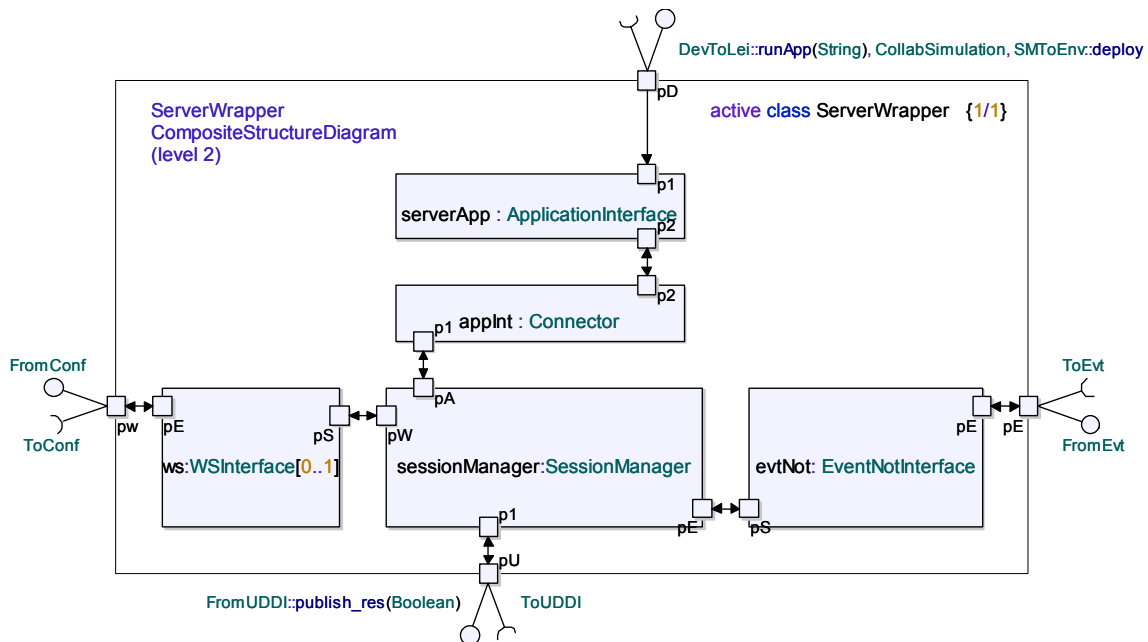 DevToLei::runApp(String), CollabSimulation, SMToEnv::deploy
pD
ServerWrapper
CompositeStructureDiagram
(level 2)
active class ServerWrapper {1/1}
p1
serverApp : ApplicationInterface
p2
p2
appInt : Connector
p1
FromConf
ToConf
pw
pE
pS
ws:WSInterface[0..1]
pA
pW
sessionManager:SessionManager
pE
p1
pS
evtNot: EventNotInterface
pE
pE
ToEvt
FromEvt
pU
FromUDDI::publish_res(Boolean)
ToUDDI